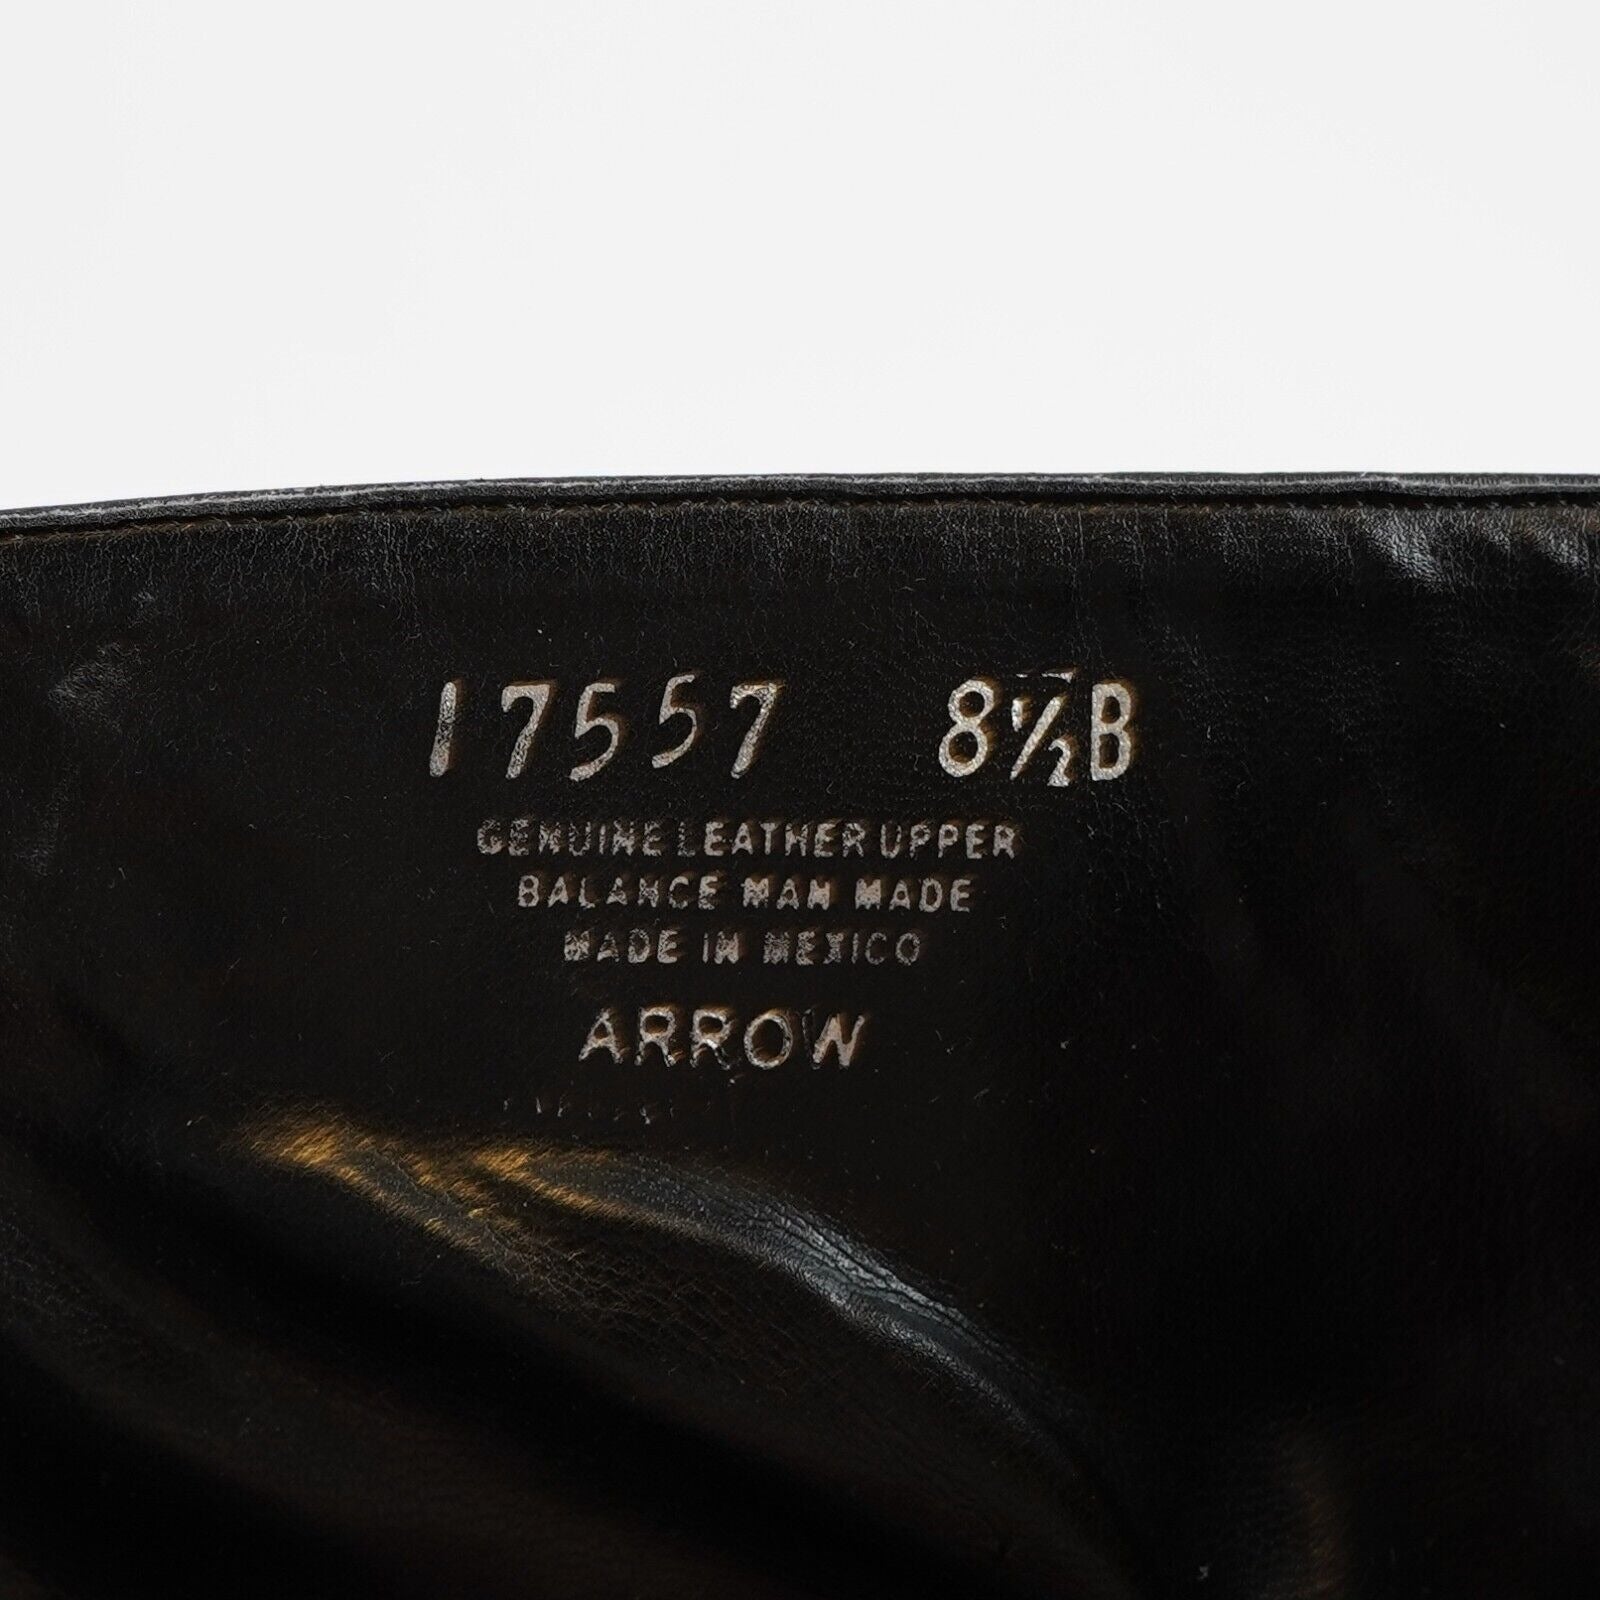 17557 8½B
GENUINE LEATHER UPPER
BALANCE MAN MADE
MADE IN MEXICO
ARROW